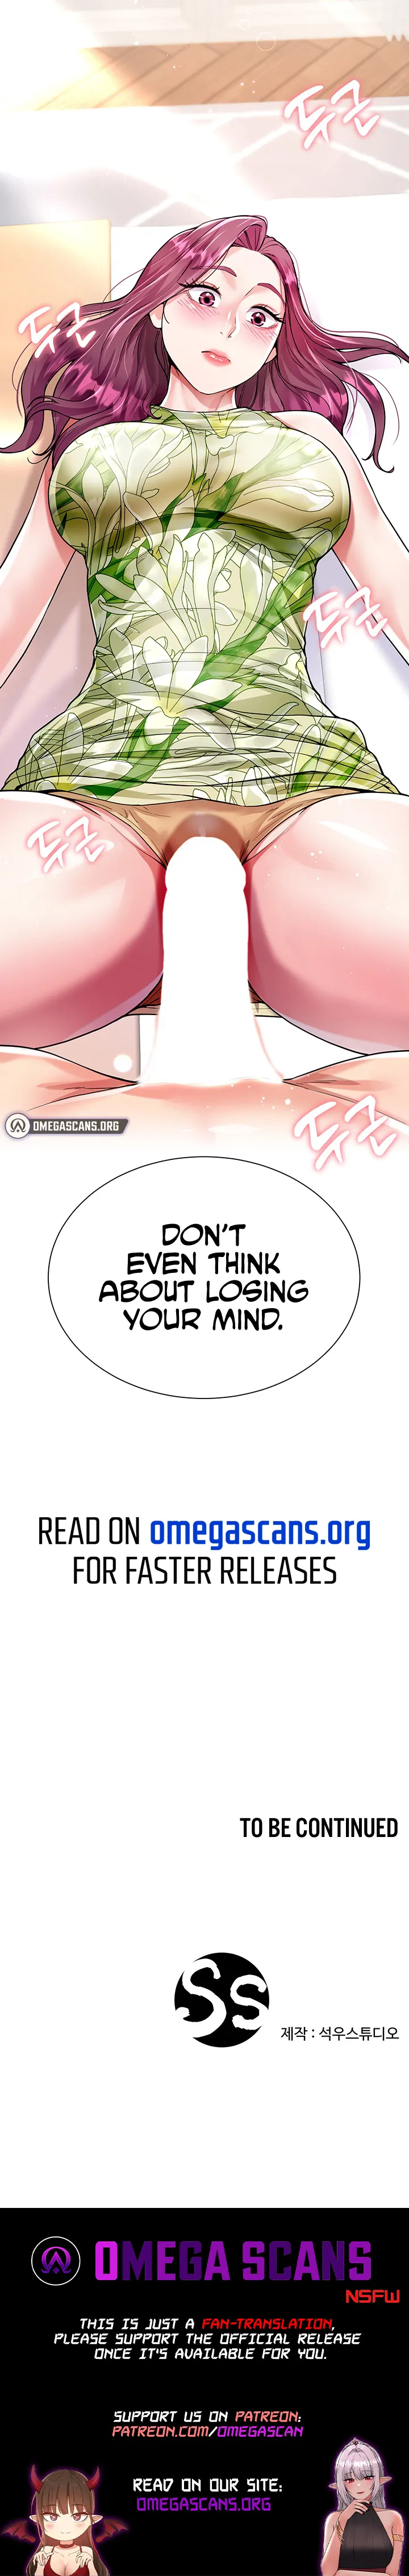 두근
두근
두근
두근
OMEGASCANS.ORG
두근
DON'T
EVEN THINK
ABOUT LOSING
YOUR MIND.
READ ON omegascans.org
FOR FASTER RELEASES
TO BE CONTINUED
SS
제작 : 석우스튜디오
OMEGA SCANS
NSFW
THIS IS JUST A FAN-TRANSLATION,
PLEASE SUPPORT THE OFFICIAL RELEASE
ONCE IT'S AVAILABLE FOR YOU.
SUPPORT US ON PATREON:
PATREON.COM/OMEGASCAN
READ ON OUR SITE:
OMEGASCANS.ORG